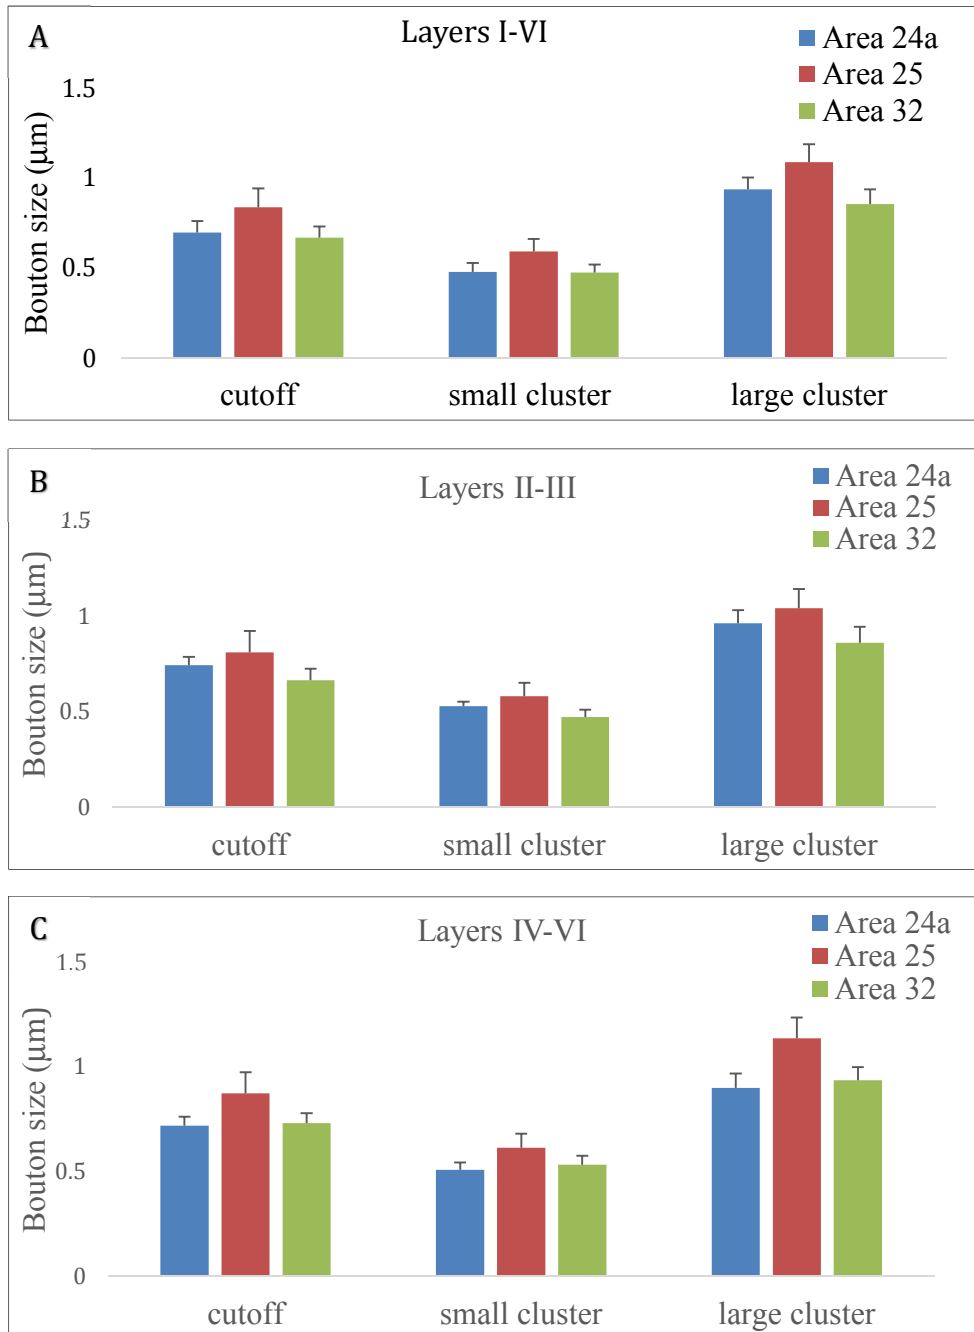 A
Layers I-VI
Area 24a
Area 25
Area 32
Bouton size (μm)
1.5
1
0.5
0
cutoff small cluster large cluster
B
Layers II-III
Area 24a
Area 25
Area 32
Bouton size (μm)
1.5
1
0.5
0
cutoff small cluster large cluster
C
Layers IV-VI
Area 24a
Area 25
Area 32
Bouton size (μm)
1.5
1
0.5
0
cutoff small cluster large cluster